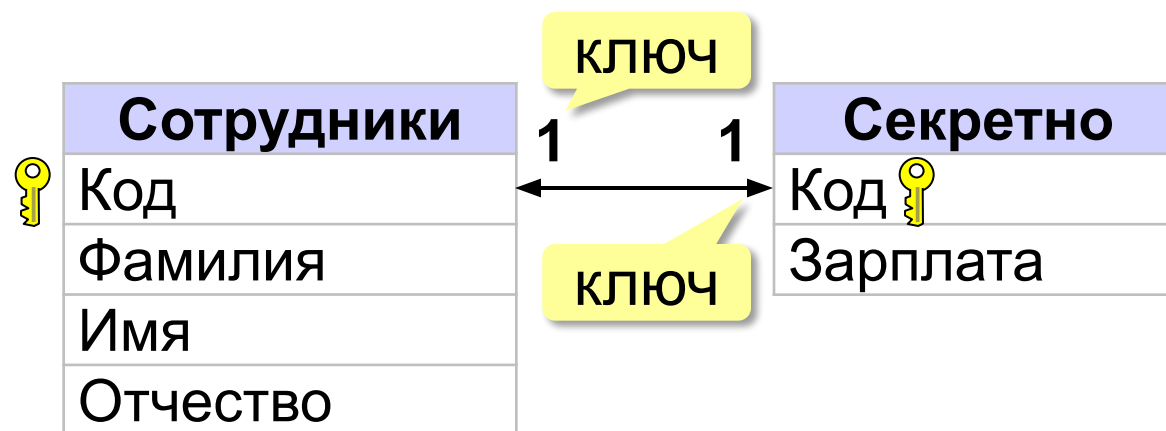 ключ
Сотрудники
1
1
Секретно
Код
Код
Фамилия
ключ
Зарплата
Имя
Отчество